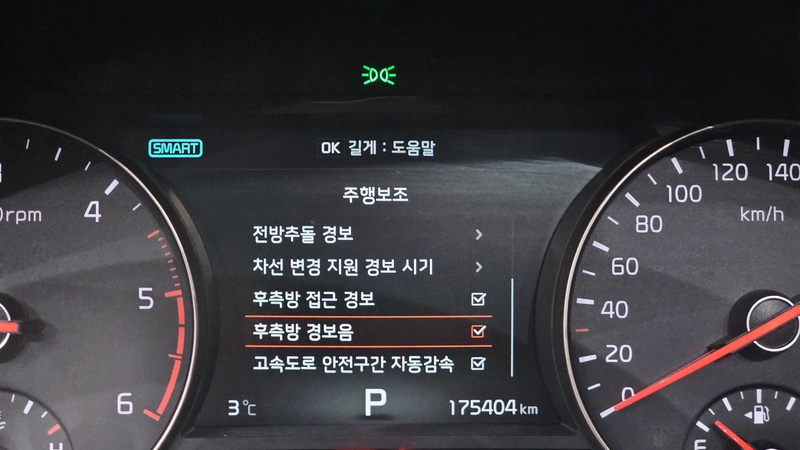 SMART
OK 길게 : 도움말
주행보조
전방추돌 경보
차선 변경 지원 경보 시기
후측방 접근 경보
후측방 경보음
고속도로 안전구간 자동감속
3℃
P
175404 km
rpm
4
5
6
H
km/h
0
20
40
60
80
100
120
140
F